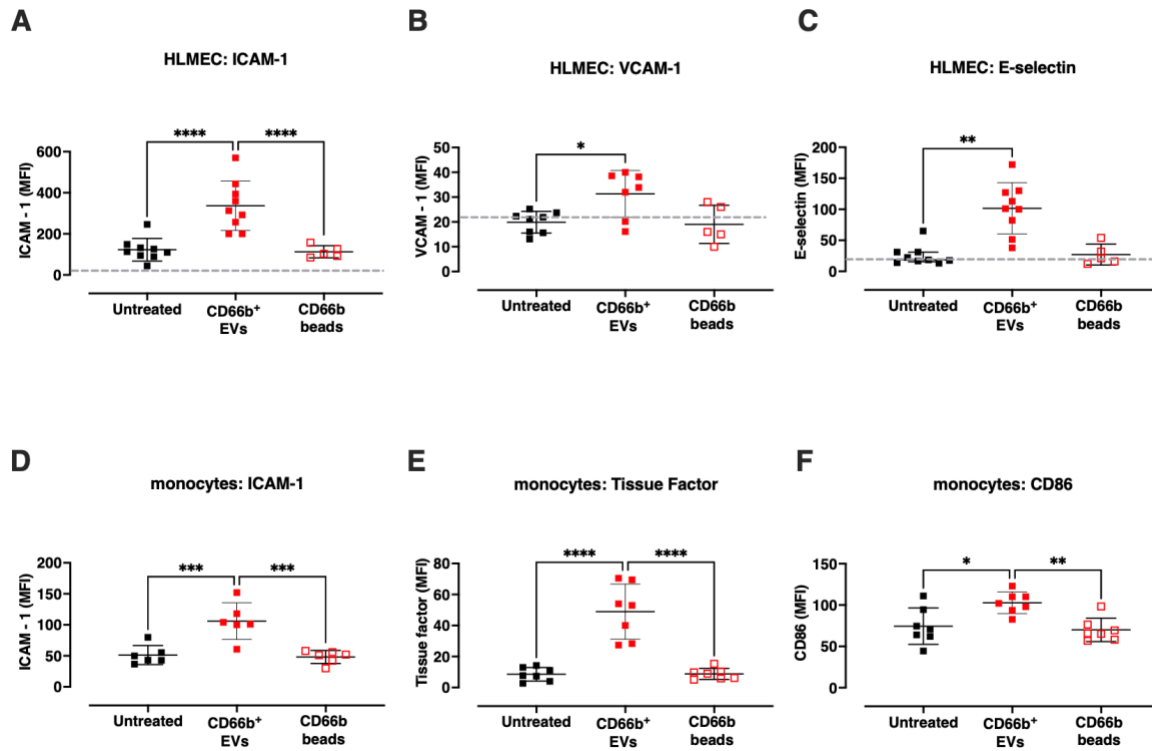 A
HLMEC: ICAM-1
ICAM - 1 (MFI)
600
400
200
0
****
****
Untreated
CD66b⁺
EVs
CD66b
beads
B
HLMEC: VCAM-1
VCAM - 1 (MFI)
50
40
30
20
10
0
*
Untreated
CD66b⁺
EVs
CD66b
beads
C
HLMEC: E-selectin
E-selectin (MFI)
200
150
100
50
0
**
Untreated
CD66b⁺
EVs
CD66b
beads
D
monocytes: ICAM-1
ICAM - 1 (MFI)
200
150
100
50
0
***
***
Untreated
CD66b⁺
EVs
CD66b
beads
E
monocytes: Tissue Factor
Tissue factor (MFI)
80
60
40
20
0
****
****
Untreated
CD66b⁺
EVs
CD66b
beads
F
monocytes: CD86
CD86 (MFI)
150
100
50
0
*
**
Untreated
CD66b⁺
EVs
CD66b
beads